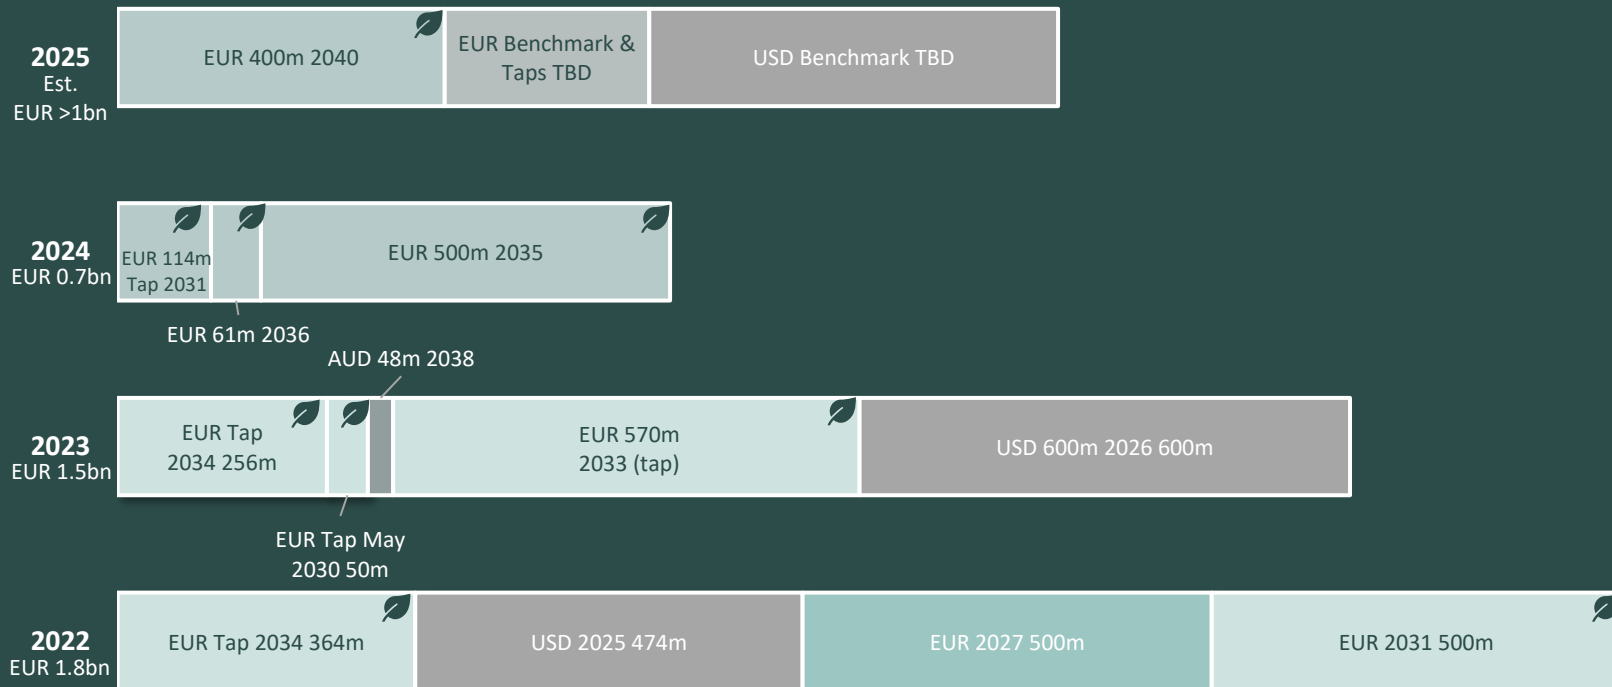 2025
Est.
EUR >1bn
EUR 400m 2040
EUR Benchmark &
Taps TBD
USD Benchmark TBD
2024
EUR 0.7bn
EUR 114m
Tap 2031
EUR 500m 2035
EUR 61m 2036
AUD 48m 2038
2023
EUR 1.5bn
EUR Tap
2034 256m
EUR 570m
2033 (tap)
USD 600m 2026 600m
EUR Tap May
2030 50m
2022
EUR 1.8bn
EUR Tap 2034 364m
USD 2025 474m
EUR 2027 500m
EUR 2031 500m